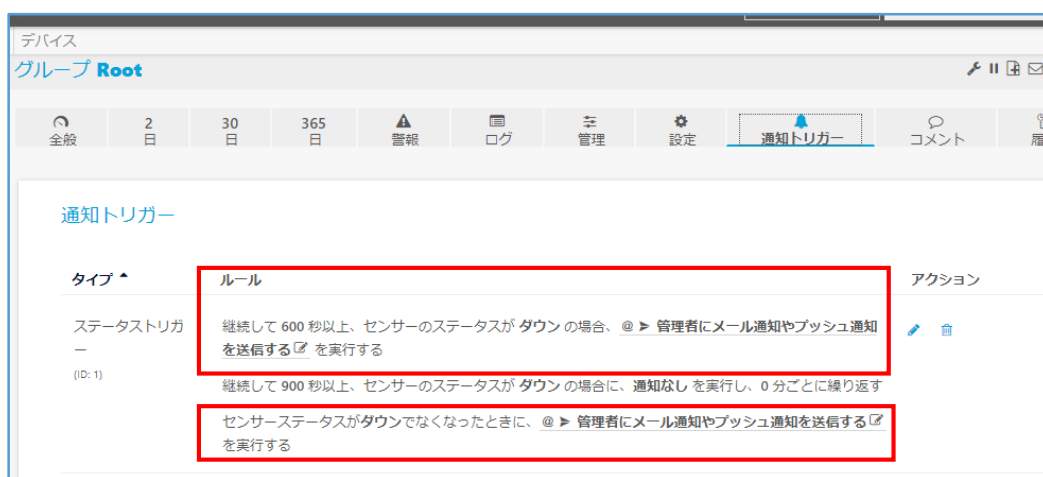 デバイス
グループ Root
全般
2
日
30
日
365
日
警報
ログ
管理
設定
通知トリガー
コメント
通知トリガー
タイプ
ルール
アクション
ステータストリガ
ー
(ID: 1)
継続して 600 秒以上、センサーのステータスが ダウン の場合、 @ ➤ 管理者にメール通知やプッシュ通知
を送信する を実行する
継続して 900 秒以上、センサーのステータスが ダウン の場合に、通知なし を実行し、0 分ごとに繰り返す
センサーステータスがダウンでなくなったときに、 @ ➤ 管理者にメール通知やプッシュ通知を送信する
を実行する